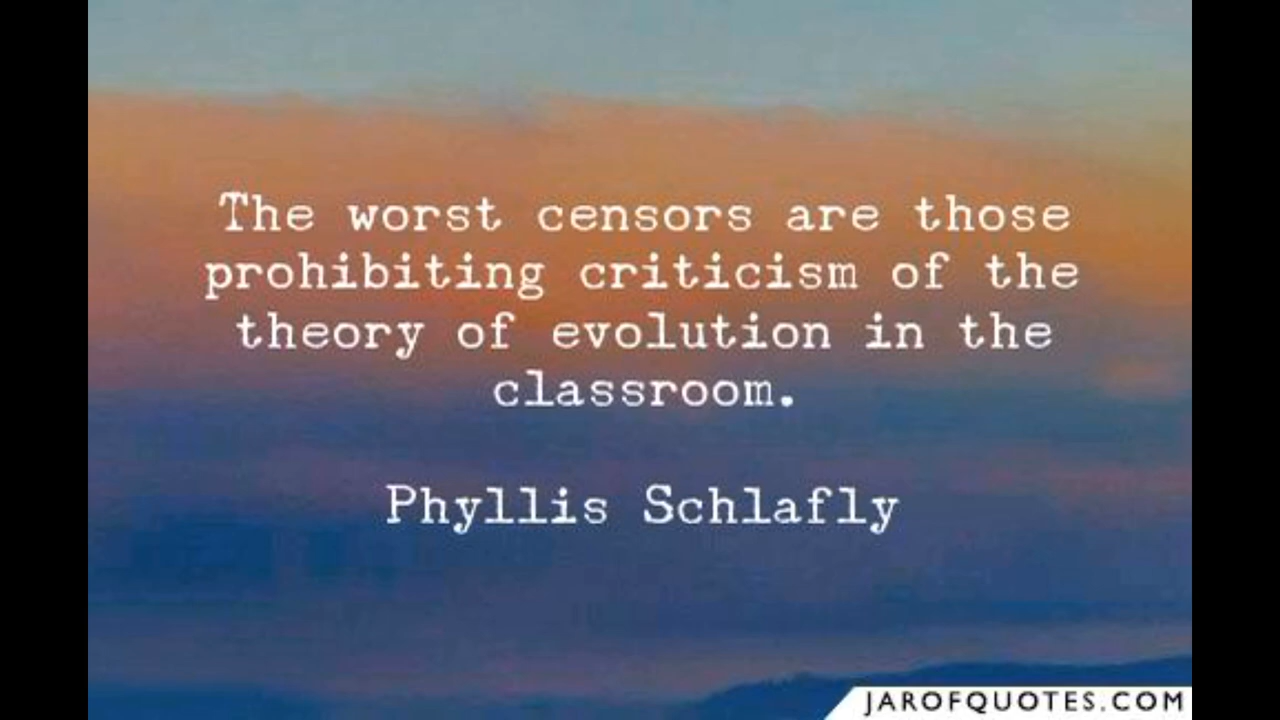 The worst censors are those
prohibiting criticism of the
theory of evolution in the
classroom.
Phyllis Schlafly
JAROFQUOTES.COM